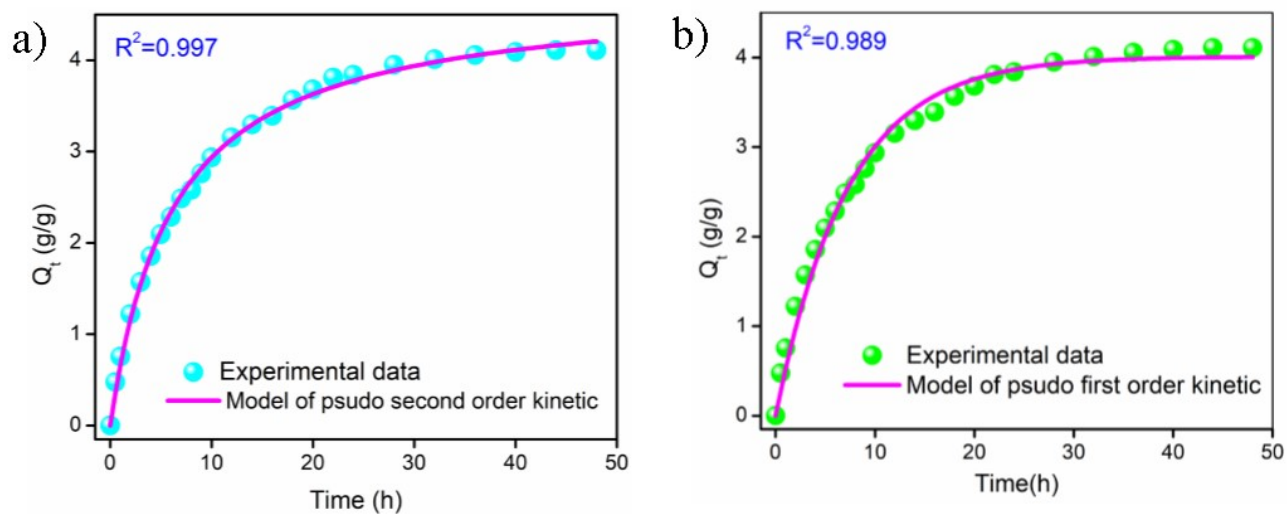 a)
R²=0.997
4
3
2
1
0
Q_t (g/g)
Experimental data
Model of psudo second order kinetic
0 10 20 30 40 50
Time (h)
b)
R²=0.989
4
3
2
1
0
Q_t (g/g)
Experimental data
Model of psudo first order kinetic
0 10 20 30 40 50
Time(h)